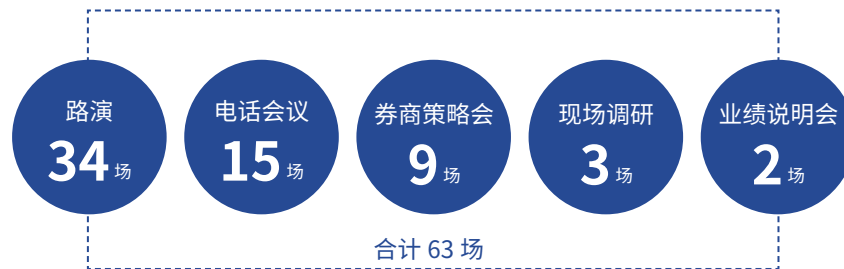 路演
34 场
电话会议
15 场
券商策略会
9 场
现场调研
3 场
业绩说明会
2 场
合计 63 场